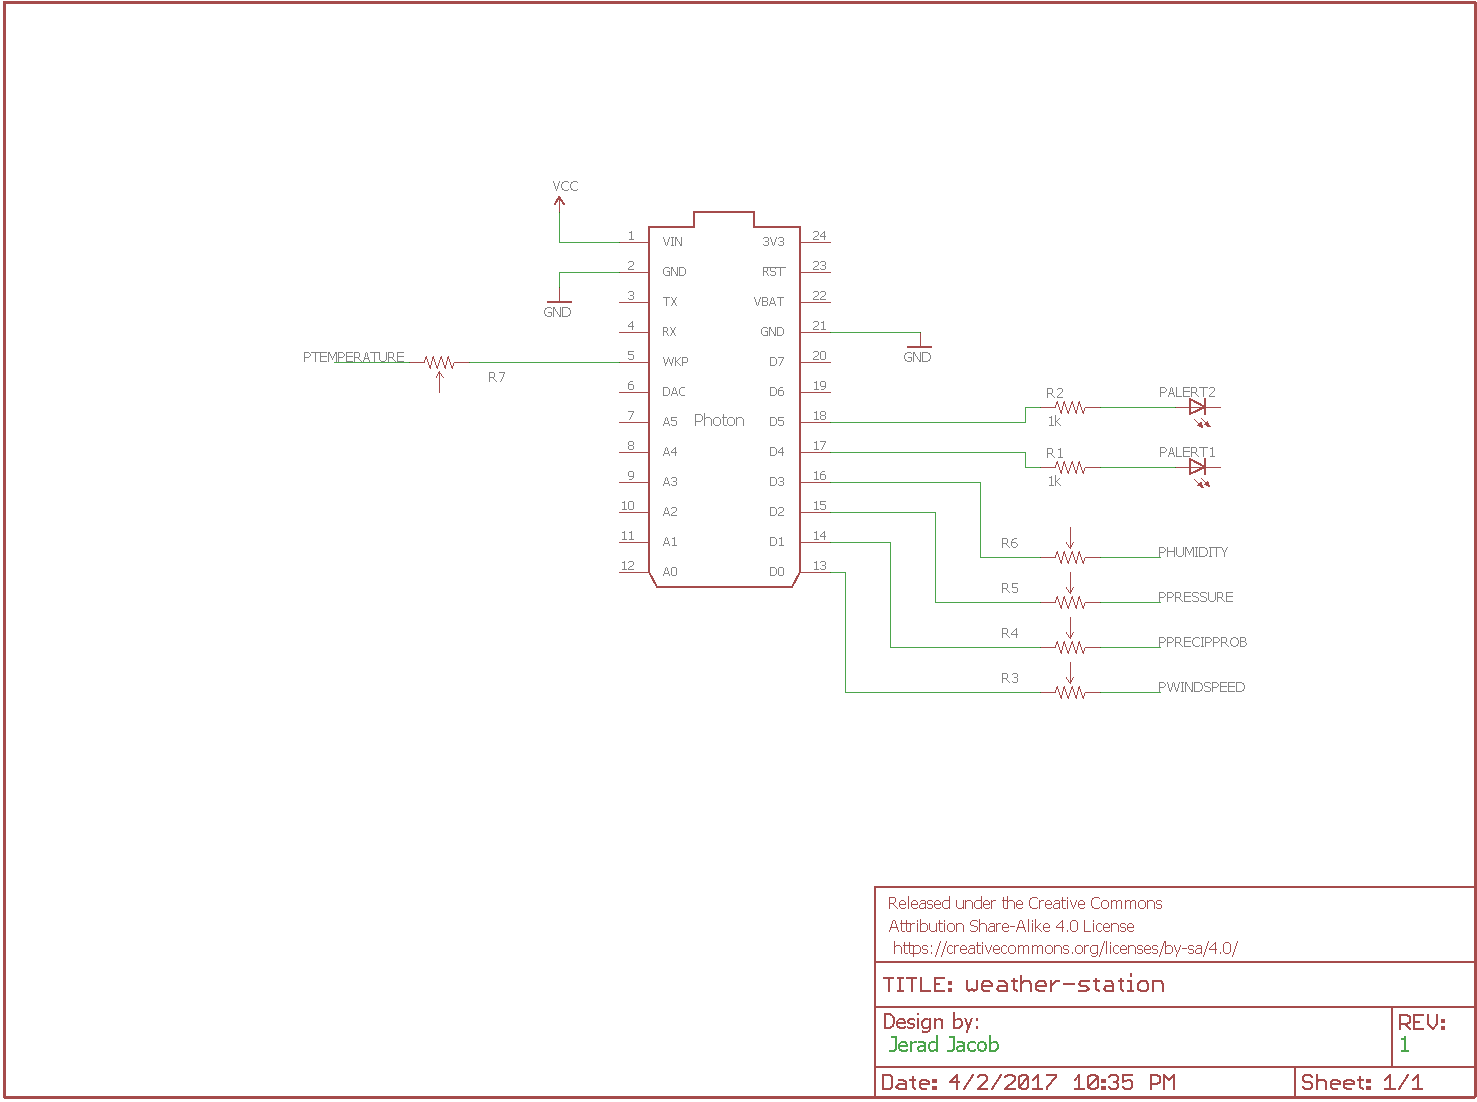 VCC
1 VIN 3V3 24
2 GND RST 23
GND
3 TX VBAT 22
4 RX GND 21
GND
PTEMPERATURE
R7
5 WKP D7 20
6 DAC D6 19
7 A5 Photon D5 18
8 A4 D4 17
9 A3 D3 16
10 A2 D2 15
11 A1 D1 14
12 A0 D0 13
R2 PALERT2
1k
R1 PALERT1
1k
R6 PHUMIDITY
R5 PPRESSURE
R4 PPRECIPPROB
R3 PWINDSPEED
Released under the Creative Commons
Attribution Share-Alike 4.0 License
https://creativecommons.org/licenses/by-sa/4.0/
TITLE: weather-station
Design by:
Jerad Jacob
REV:
1
Date: 4/2/2017 10:35 PM
Sheet: 1/1